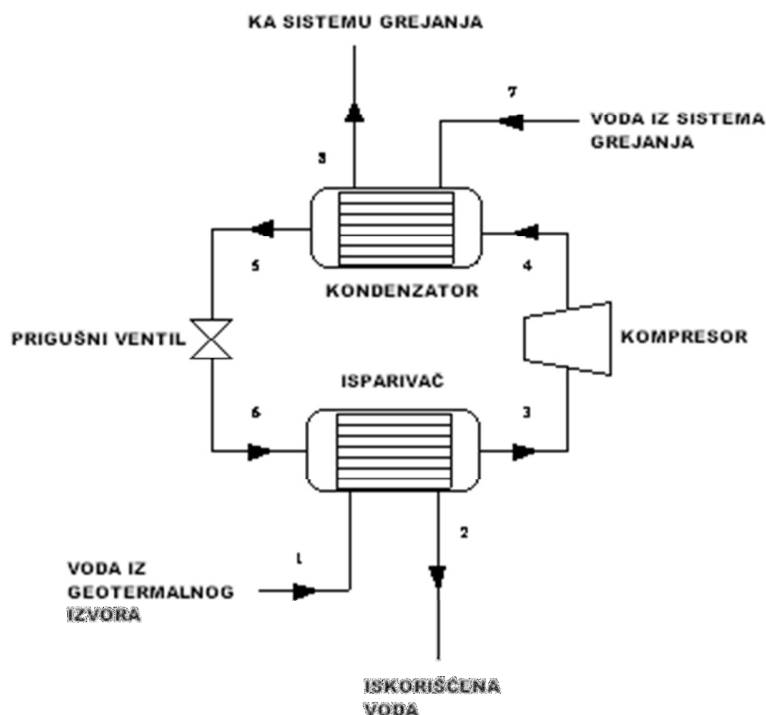 KA SISTEMU GREJANJA
7
VODA IZ SISTEMA
GREJANJA
8
5
4
KONDENZATOR
PRIGUŠNI VENTIL
KOMPRESOR
ISPARIVAČ
6
3
1
2
VODA IZ
GEOTERMALNOG
IZVORA
ISKORIŠĆENA
VODA